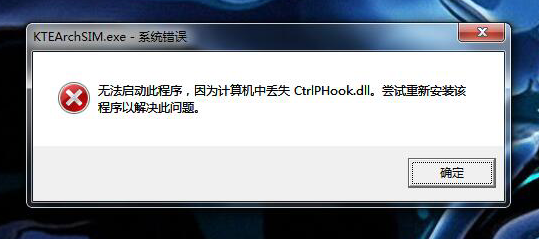 KTEArchSIM.exe - 系统错误
无法启动此程序，因为计算机中丢失 CtrlPHook.dll。尝试重新安装该
程序以解决此问题。
确定